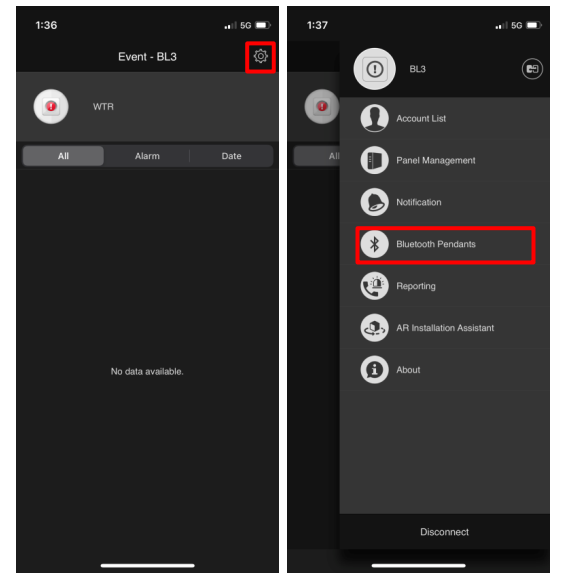 1:36
5G
Event - BL3
WTR
All
Alarm
Date
No data available.
1:37
5G
BL3
All
Account List
Panel Management
Notification
Bluetooth Pendants
Reporting
AR Installation Assistant
About
Disconnect